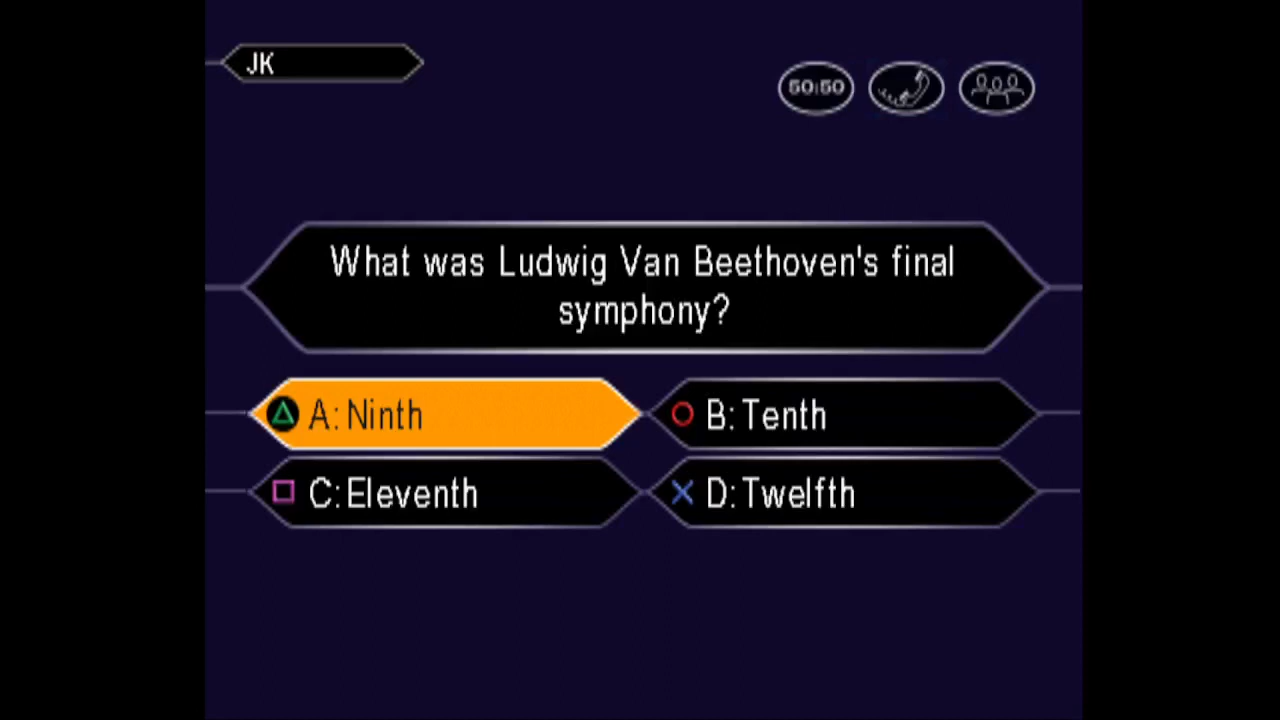 JK
50:50
What was Ludwig Van Beethoven's final
symphony?
A: Ninth
B: Tenth
C: Eleventh
D: Twelfth